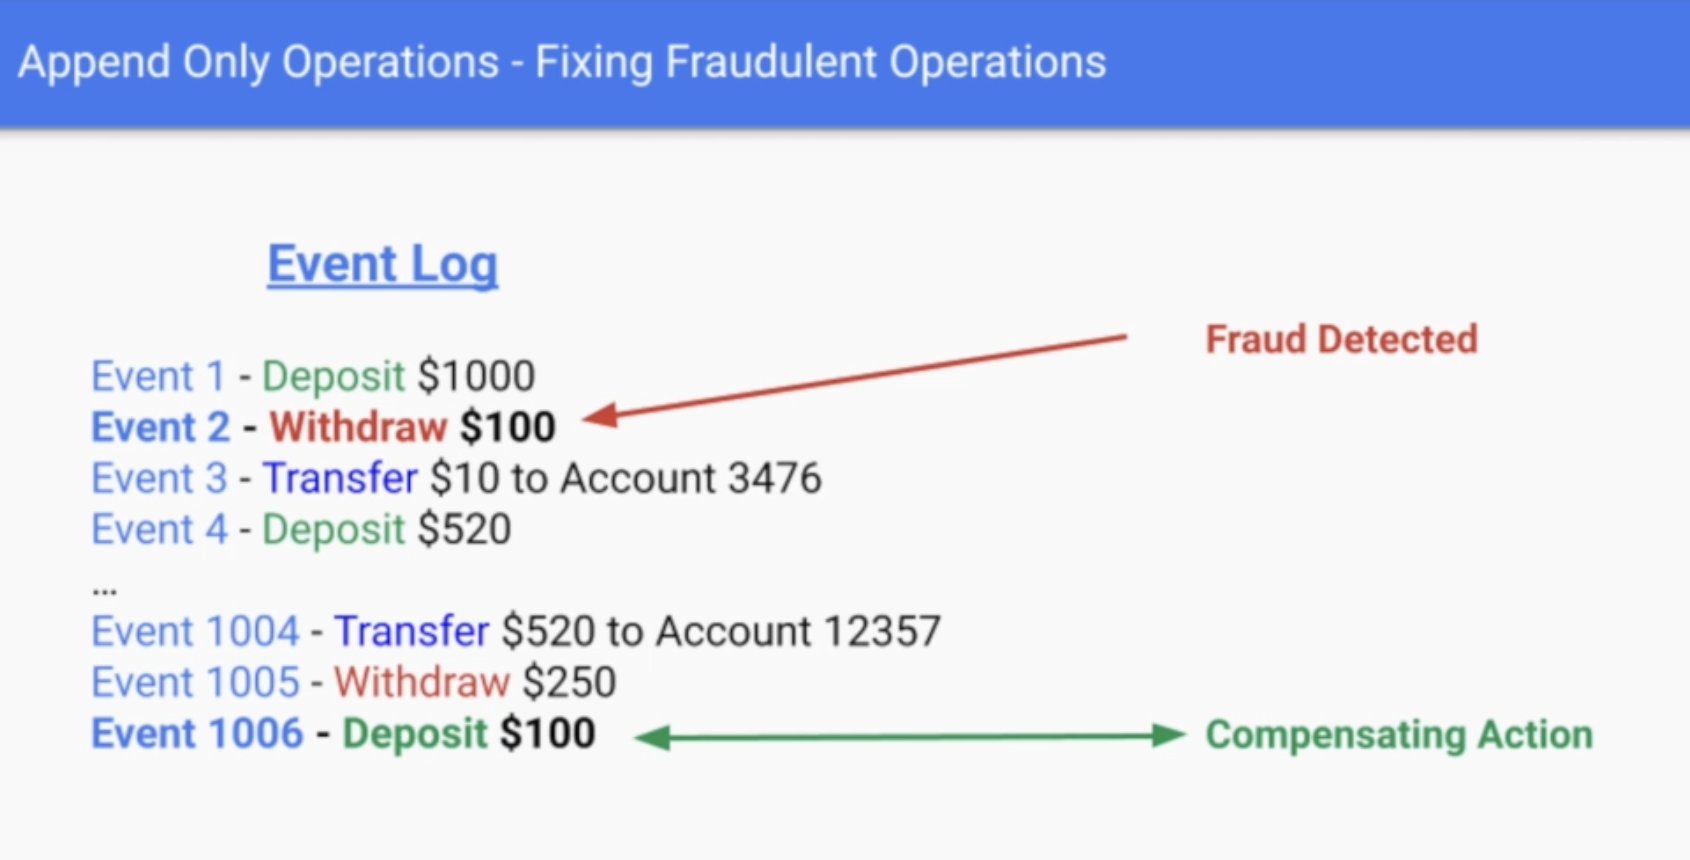 Append Only Operations - Fixing Fraudulent Operations
Event Log
Fraud Detected
Event 1 - Deposit $1000
Event 2 - Withdraw $100
Event 3 - Transfer $10 to Account 3476
Event 4 - Deposit $520
...
Event 1004 - Transfer $520 to Account 12357
Event 1005 - Withdraw $250
Event 1006 - Deposit $100
Compensating Action